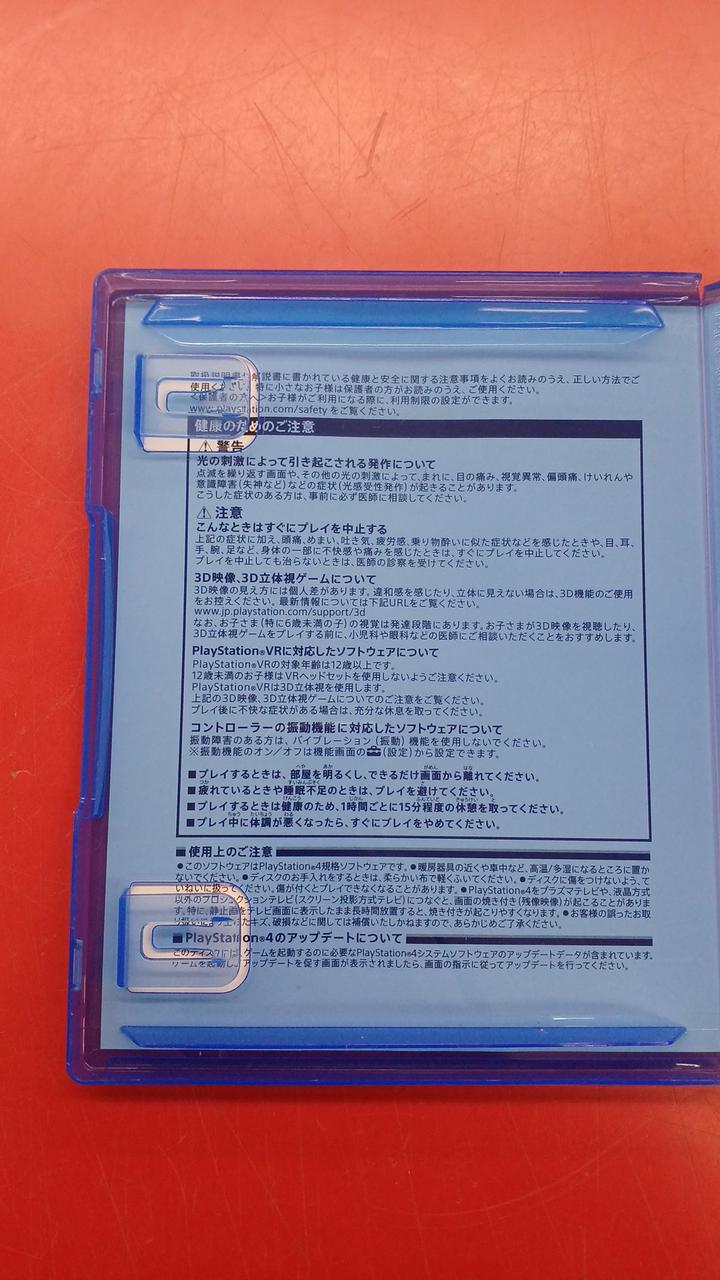 取扱説明書や解説書に書かれている健康と安全に関する注意事項をよくお読みのうえ、正しい方法でご
使用ください。特に小さなお子様は保護者の方がお読みのうえ、ご使用ください。
<保護者の方へ>お子様がご利用になる際に、利用制限の設定ができます。
www.playstation.com/safety をご覧ください。
健康のためのご注意
⚠警告
光の刺激によって引き起こされる発作について
点滅を繰り返す画面や、その他の光の刺激によって、まれに、目の痛み、視覚異常、偏頭痛、けいれんや
意識障害(失神など)などの症状(光感受性発作)が起きることがあります。
こうした症状のある方は、事前に必ず医師に相談してください。
⚠注意
こんなときはすぐにプレイを中止する
上記の症状に加え、頭痛、めまい、吐き気、疲労感、乗り物酔いに似た症状などを感じたときや、目、耳、
手、腕、足など、身体の一部に不快感や痛みを感じたときは、すぐにプレイを中止してください。
プレイを中止しても治らないときは、医師の診察を受けてください。
3D映像、3D立体視ゲームについて
3D映像の見え方には個人差があります。違和感を感じたり、立体に見えない場合は、3D機能のご使用
をお控えください。最新情報については下記URLをご覧ください。
www.jp.playstation.com/support/3d
なお、お子さま(特に6歳未満の子)の視覚は発達段階にあります。お子さまが3D映像を視聴したり、
3D立体視ゲームをプレイする前に、小児科や眼科などの医師にご相談いただくことをおすすめします。
PlayStation®VRに対応したソフトウェアについて
PlayStation®VRの対象年齢は12歳以上です。
12歳未満のお子様はVRヘッドセットを使用しないようご注意ください。
PlayStation®VRは3D立体視を使用します。
上記の3D映像、3D立体視ゲームについてのご注意をご覧ください。
プレイ後に不快な症状がある場合は、充分な休息を取ってください。
コントローラーの振動機能に対応したソフトウェアについて
振動障害のある方は、バイブレーション(振動)機能を使用しないでください。
※振動機能のオン/オフは機能画面の(設定)から設定できます。
■プレイするときは、部屋を明るくし、できるだけ画面から離れてください。
■疲れているときや睡眠不足のときは、プレイを避けてください。
■プレイするときは健康のため、1時間ごとに15分程度の休憩を取ってください。
■プレイ中に体調が悪くなったら、すぐにプレイをやめてください。
■使用上のご注意
●このソフトウェアはPlayStation®4規格ソフトウェアです。●暖房器具の近くや車中など、高温/多湿になるところに置か
ないでください。●ディスクのお手入れをするときは、柔らかい布で軽くふいてください。●ディスクに傷をつけないよう、て
いねいに扱ってください。傷が付くとプレイできなくなることがあります。●PlayStation®4をプラズマテレビや、液晶方式
以外のプロジェクションテレビ(スクリーン投影方式テレビ)につなぐと、画面の焼き付き(残像映像)が起こることがありま
す。特に、静止画をテレビ画面に表示したまま長時間放置すると、焼き付きが起こりやすくなります。●お客様の誤ったお取
り扱いにより生じたキズ、破損などに関しては補償いたしかねますので、あらかじめご了承ください。
■PlayStation®4のアップデートについて
このディスクには、ゲームを起動するのに必要なPlayStation®4システムソフトウェアのアップデートデータが含まれています。
ゲームを起動し、アップデートを促す画面が表示されましたら、画面の指示に従ってアップデートを行ってください。